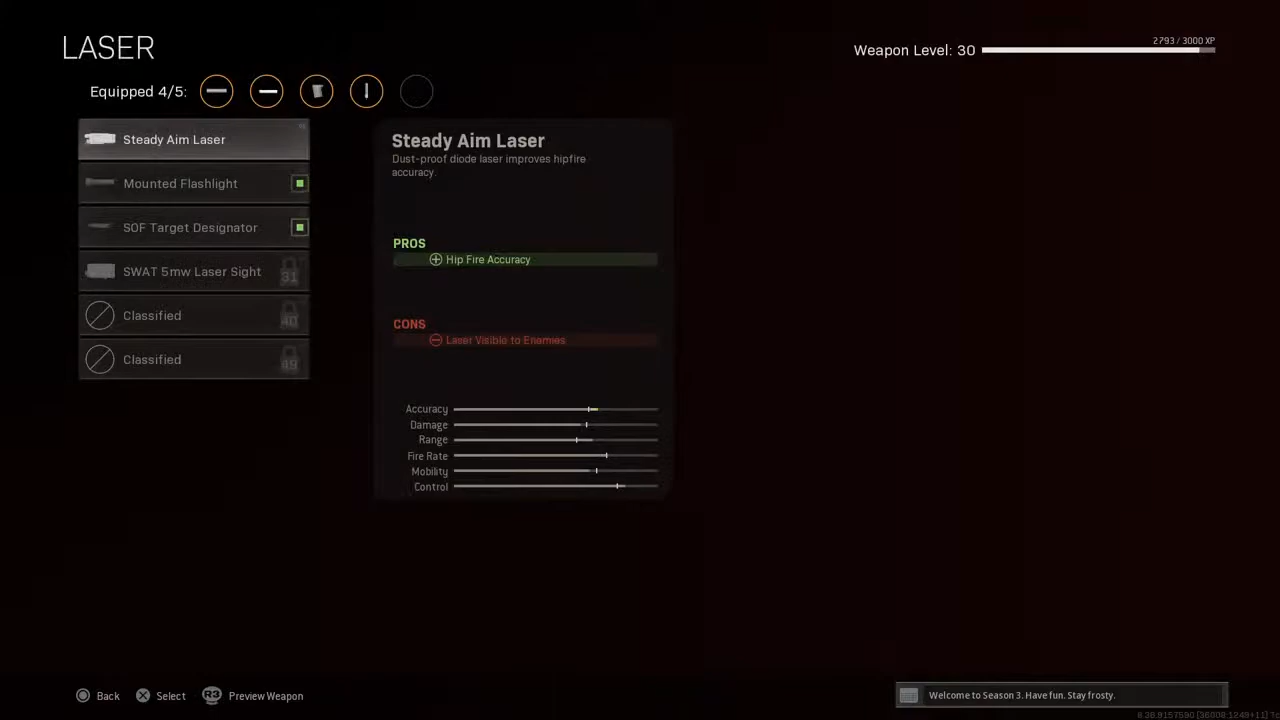 LASER
Weapon Level: 30
2793 / 3000 XP
Equipped 4/5:
Steady Aim Laser
Mounted Flashlight
SOF Target Designator
SWAT 5mw Laser Sight
31
Classified
40
Classified
49
Steady Aim Laser
Dust-proof diode laser improves hipfire
accuracy.
PROS
Hip Fire Accuracy
CONS
Laser Visible to Enemies
Accuracy
Damage
Range
Fire Rate
Mobility
Control
Back
Select
R3
Preview Weapon
Welcome to Season 3. Have fun. Stay frosty.